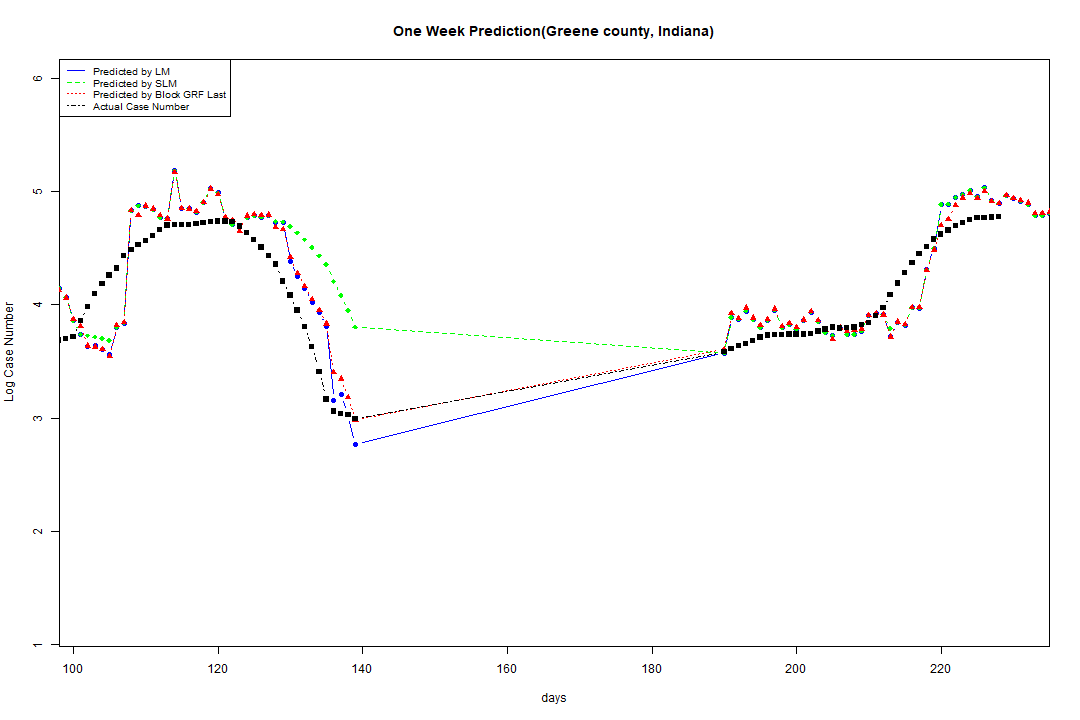 One Week Prediction(Greene county, Indiana)
Predicted by LM
Predicted by SLM
Predicted by Block GRF Last
Actual Case Number
6
5
4
3
2
1
Log Case Number
100 120 140 160 180 200 220
days